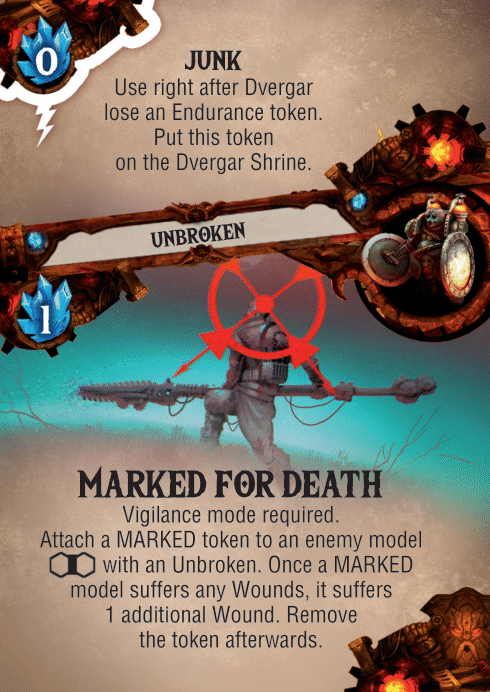 0
JUNK
Use right after Dvergar
lose an Endurance token.
Put this token
on the Dvergar Shrine.
UNBROKEN
1
MARKED FOR DEATH
Vigilance mode required.
Attach a MARKED token to an enemy model
with an Unbroken. Once a MARKED
model suffers any Wounds, it suffers
1 additional Wound. Remove
the token afterwards.